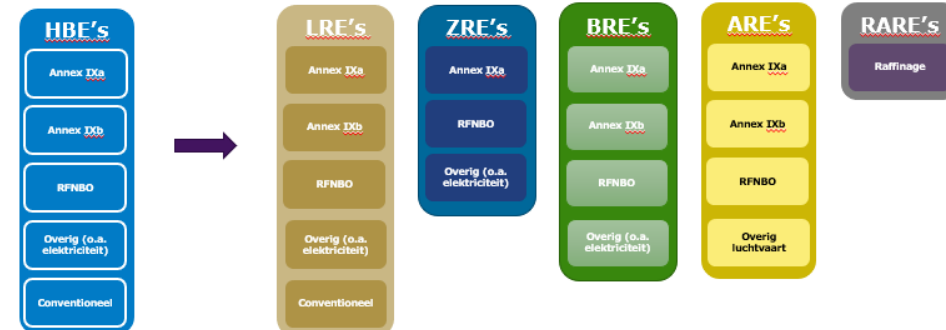 HBE's
Annex IXa
Annex IXb
RFNBO
Overig (o.a.
elektriciteit)
Conventioneel
LRE's
Annex IXa
Annex IXb
RFNBO
Overig (o.a.
elektriciteit)
Conventioneel
ZRE's
Annex IXa
RFNBO
Overig (o.a.
elektriciteit)
BRE's
Annex IXa
Annex IXb
RFNBO
Overig (o.a.
elektriciteit)
ARE's
Annex IXa
Annex IXb
RFNBO
Overig
luchtvaart
RARE's
Raffinage